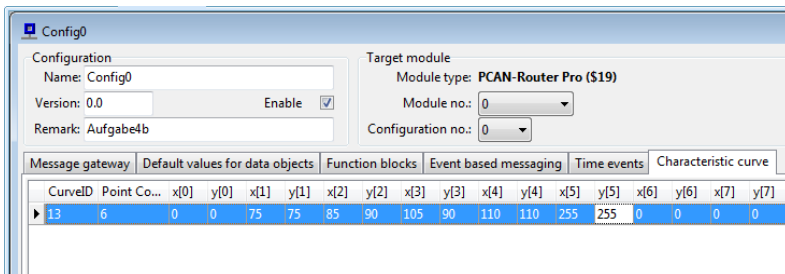 Config0
Configuration
Name: Config0
Version: 0.0 Enable
Remark: Aufgabe4b
Target module
Module type: PCAN-Router Pro ($19)
Module no.: 0
Configuration no.: 0
Message gateway Default values for data objects Function blocks Event based messaging Time events Characteristic curve
CurveID Point Co... x[0] y[0] x[1] y[1] x[2] y[2] x[3] y[3] x[4] y[4] x[5] y[5] x[6] y[6] x[7] y[7]
13 6 0 0 75 75 85 90 105 90 110 110 255 255 0 0 0 0